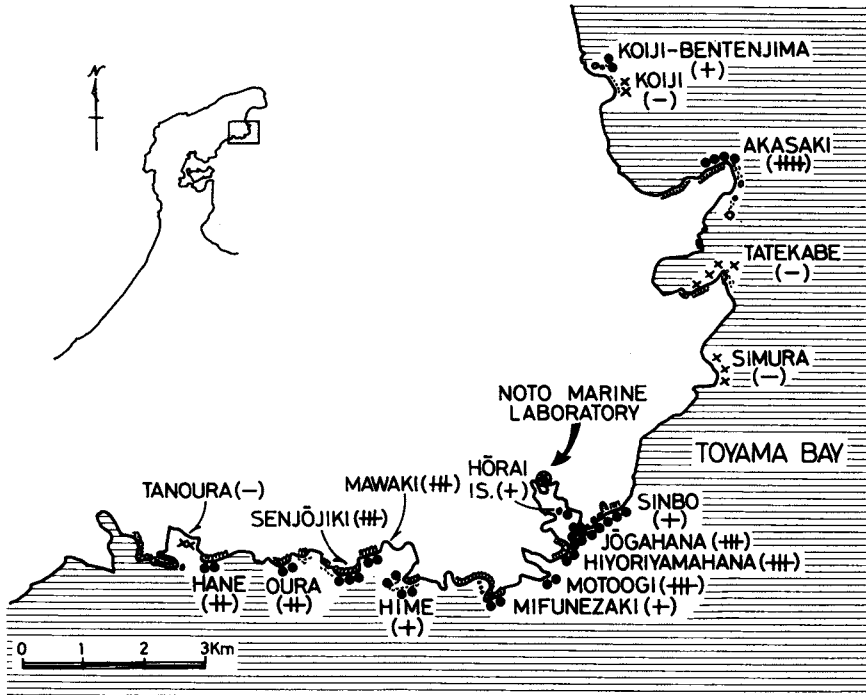 N
KOIJI-BENTENJIMA
(+)
KOIJI
(−)
AKASAKI
(++++)
TATEKABE
(−)
SIMURA
(−)
NOTO MARINE
LABORATORY
TOYAMA BAY
HŌRAI
IS.(+)
MAWAKI(+++)
TANOURA(−)
SENJŌJIKI(+++)
SINBO
(+)
JŌGAHANA(+++)
HIYORIYAMAHANA(+++)
MOTOOGI(+++)
MIFUNEZAKI(+)
HANE
(++)
OURA
(++)
HIME
(+)
0 1 2 3Km